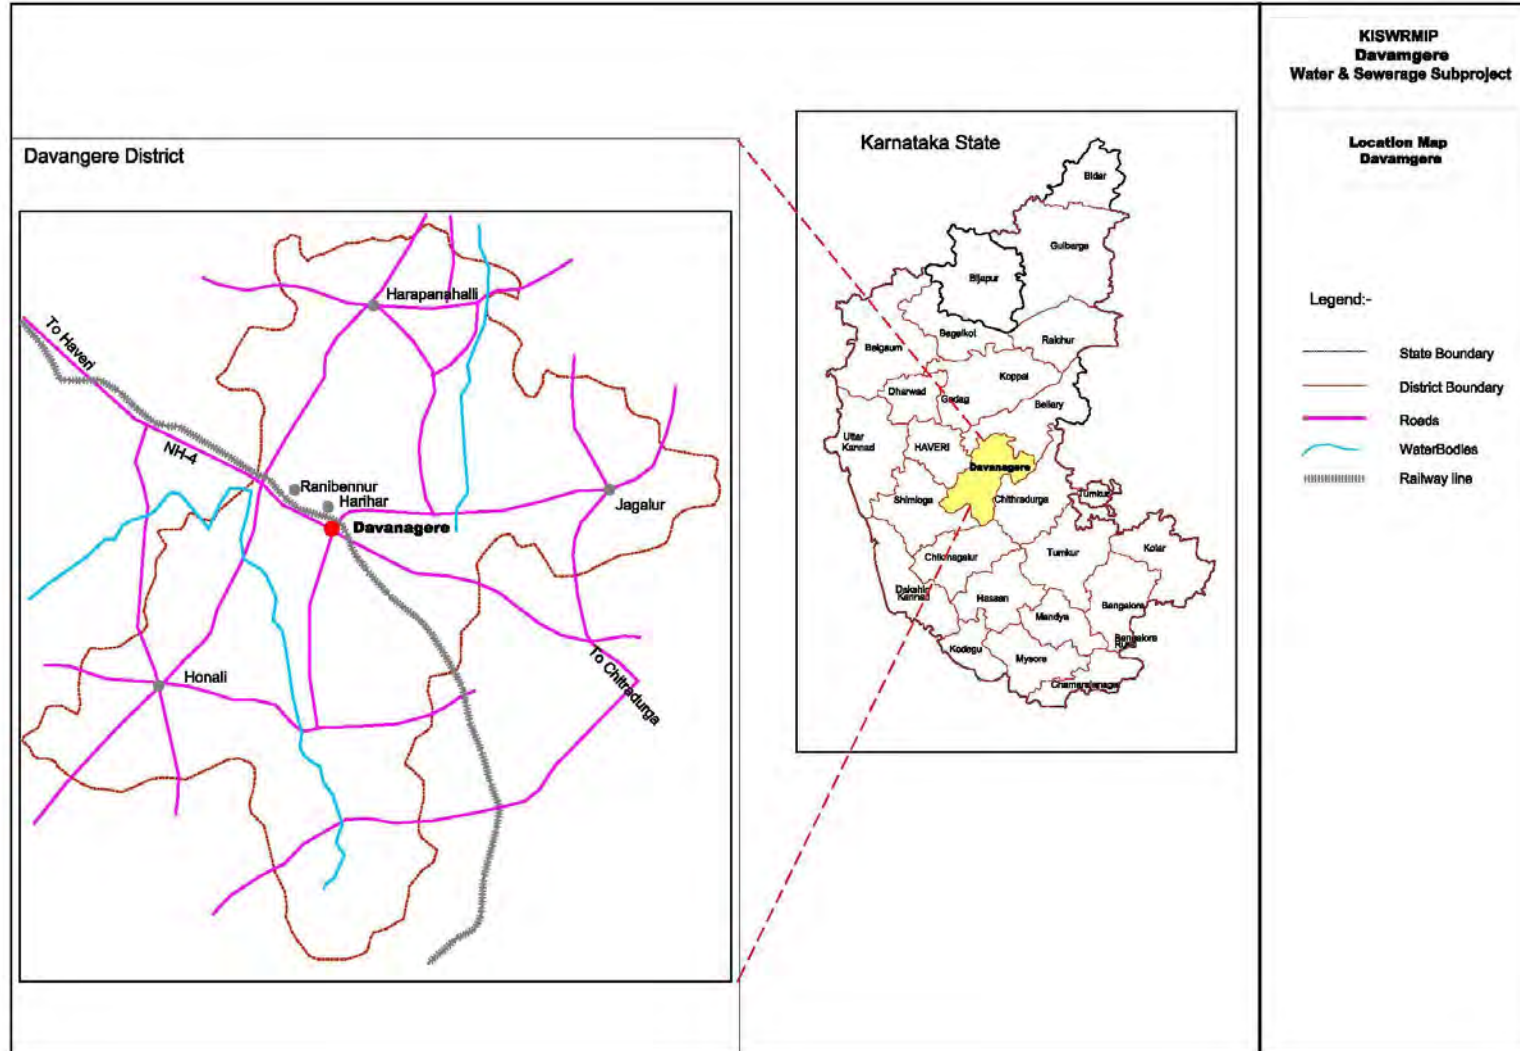 KISWRMIP
Davamgere
Water & Sewerage Subproject
Location Map
Davamgere
Legend:-
State Boundary
District Boundary
Roads
WaterBodies
Railway line
Davangere District
Harapanahalli
To Haveri
NH-4
Ranibennur
Harihar
Davanagere
Jagalur
Honali
To Chitradurga
Karnataka State
Bidar
Gulbarga
Bijapur
Bagalkot
Raichur
Belgaum
Koppal
Dharwad
Gadag
Bellary
Uttar
Kannad
HAVERI
Davanagere
Shimoga
Chithradurga
Tumkur
Chikmagalur
Tumkur
Kolar
Dakshin
Kannad
Hassan
Mandya
Bangalore
Bangalore
Rural
Kodagu
Mysore
Chamarajanagar